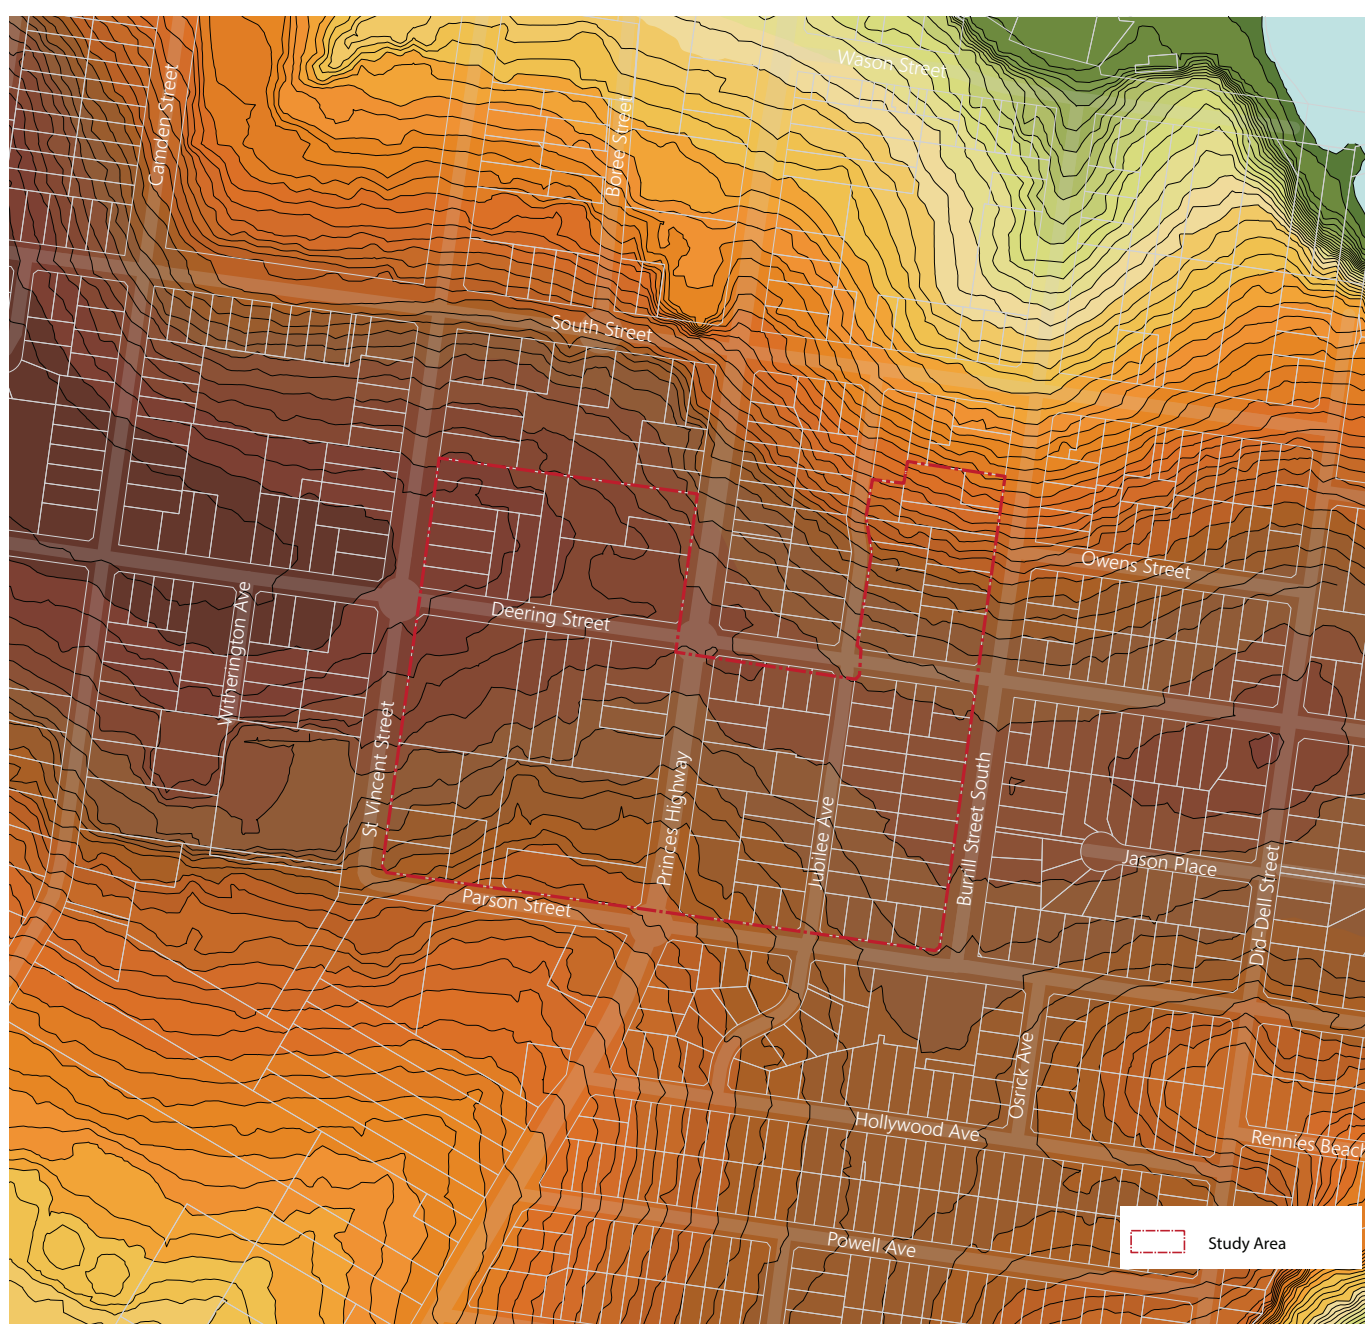 Wason Street
Camden Street
Boree Street
South Street
Owens Street
Deering Street
Witherington Ave
St Vincent Street
Princes Highway
Jubilee Ave
Burrill Street South
Jason Place
Did-Dell Street
Parson Street
Osrick Ave
Hollywood Ave
Rennies Beach
Powell Ave
Study Area